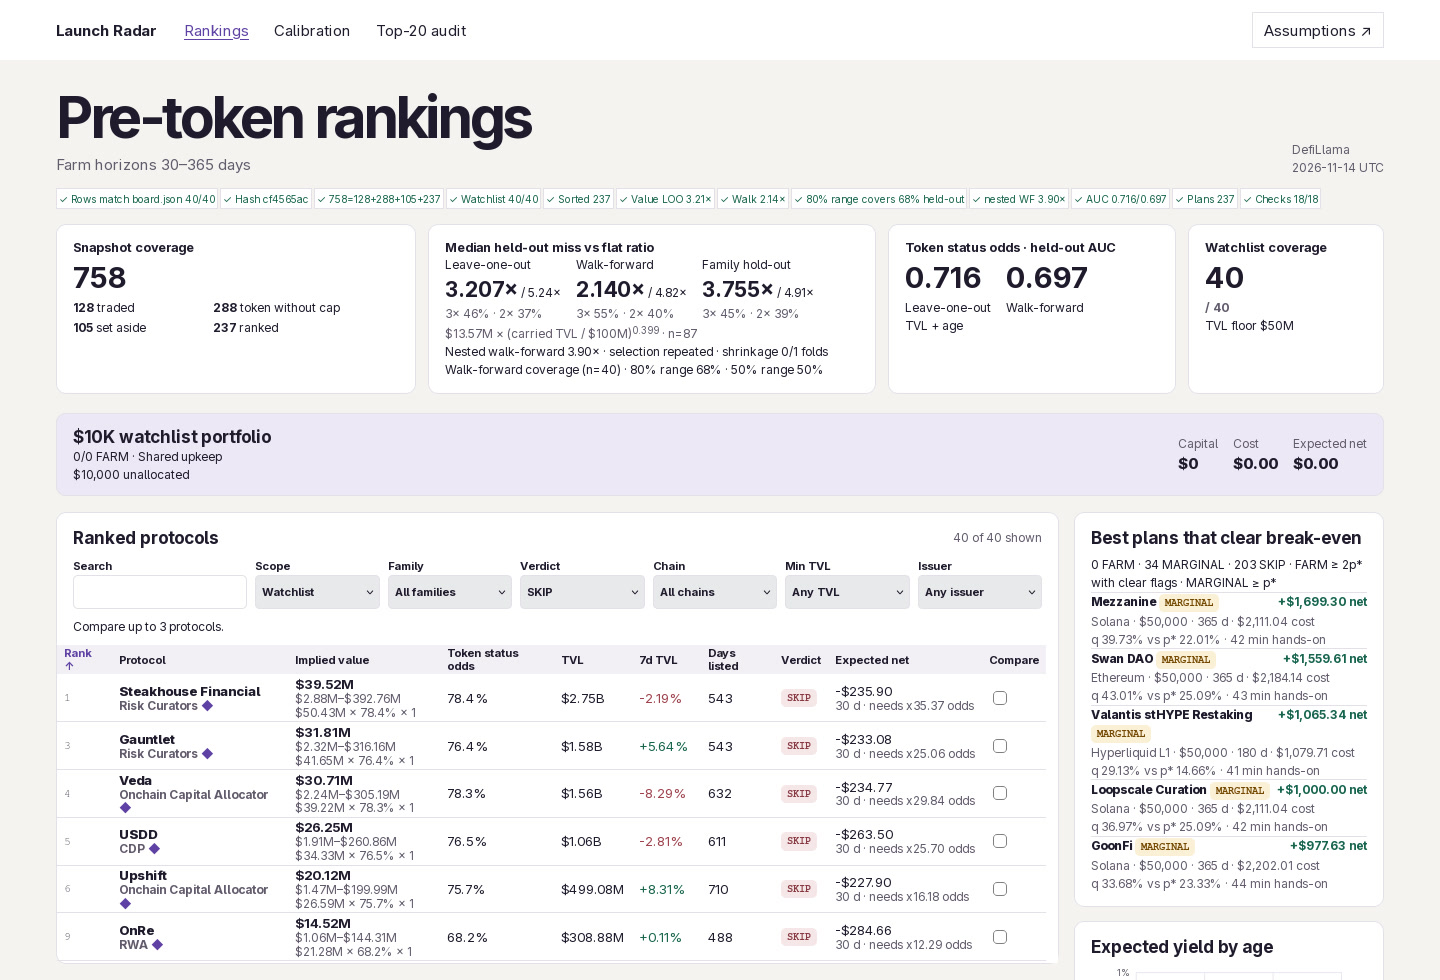 Launch Radar Rankings Calibration Top-20 audit Assumptions ↗
Pre-token rankings
Farm horizons 30–365 days
DefiLlama
2026-11-14 UTC
✓ Rows match board.json 40/40 ✓ Hash cf4565ac ✓ 758=128+288+105+237 ✓ Watchlist 40/40 ✓ Sorted 237 ✓ Value LOO 3.21× ✓ Walk 2.14× ✓ 80% range covers 68% held-out ✓ nested WF 3.90× ✓ AUC 0.716/0.697 ✓ Plans 237 ✓ Checks 18/18
Snapshot coverage
758
128 traded 288 token without cap
105 set aside 237 ranked
Median held-out miss vs flat ratio
Leave-one-out Walk-forward Family hold-out
3.207× / 5.24× 2.140× / 4.82× 3.755× / 4.91×
3× 46% · 2× 37% 3× 55% · 2× 40% 3× 45% · 2× 39%
$13.57M × (carried TVL / $100M)0.399 · n=87
Nested walk-forward 3.90× · selection repeated · shrinkage 0/1 folds
Walk-forward coverage (n=40) · 80% range 68% · 50% range 50%
Token status odds · held-out AUC
0.716 0.697
Leave-one-out Walk-forward
TVL + age
Watchlist coverage
40
/ 40
TVL floor $50M
$10K watchlist portfolio
0/0 FARM · Shared upkeep
$10,000 unallocated
Capital Cost Expected net
$0 $0.00 $0.00
Ranked protocols
40 of 40 shown
Search Scope Family Verdict Chain Min TVL Issuer
Watchlist All families SKIP All chains Any TVL Any issuer
Compare up to 3 protocols.
Rank ↑ Protocol Implied value Token status odds TVL 7d TVL Days listed Verdict Expected net Compare
1 Steakhouse Financial $39.52M 78.4% $2.75B -2.19% 543 SKIP -$235.90
Risk Curators ◆ $2.88M–$392.76M 30 d · needs x35.37 odds
$50.43M × 78.4% × 1
3 Gauntlet $31.81M 76.4% $1.58B +5.64% 543 SKIP -$233.08
Risk Curators ◆ $2.32M–$316.16M 30 d · needs x25.06 odds
$41.65M × 76.4% × 1
4 Veda $30.71M 78.3% $1.56B -8.29% 632 SKIP -$234.77
Onchain Capital Allocator ◆ $2.24M–$305.19M 30 d · needs x29.84 odds
$39.22M × 78.3% × 1
5 USDD $26.25M 76.5% $1.06B -2.81% 611 SKIP -$263.50
CDP ◆ $1.91M–$260.86M 30 d · needs x25.70 odds
$34.33M × 76.5% × 1
6 Upshift $20.12M 75.7% $499.08M +8.31% 710 SKIP -$227.90
Onchain Capital Allocator ◆ $1.47M–$199.99M 30 d · needs x16.18 odds
$26.59M × 75.7% × 1
9 OnRe $14.52M 68.2% $308.88M +0.11% 488 SKIP -$284.66
RWA ◆ $1.06M–$144.31M 30 d · needs x12.29 odds
$21.28M × 68.2% × 1
Best plans that clear break-even
0 FARM · 34 MARGINAL · 203 SKIP · FARM ≥ 2p*
with clear flags · MARGINAL ≥ p*
Mezzanine MARGINAL +$1,699.30 net
Solana · $50,000 · 365 d · $2,111.04 cost
q 39.73% vs p* 22.01% · 42 min hands-on
Swan DAO MARGINAL +$1,559.61 net
Ethereum · $50,000 · 365 d · $2,184.14 cost
q 43.01% vs p* 25.09% · 43 min hands-on
Valantis stHYPE Restaking +$1,065.34 net
MARGINAL
Hyperliquid L1 · $50,000 · 180 d · $1,079.71 cost
q 29.13% vs p* 14.66% · 41 min hands-on
Loopscale Curation MARGINAL +$1,000.00 net
Solana · $50,000 · 365 d · $2,111.04 cost
q 36.97% vs p* 25.09% · 42 min hands-on
GoonFi MARGINAL +$977.63 net
Solana · $50,000 · 365 d · $2,202.01 cost
q 33.68% vs p* 23.33% · 44 min hands-on
Expected yield by age
1%